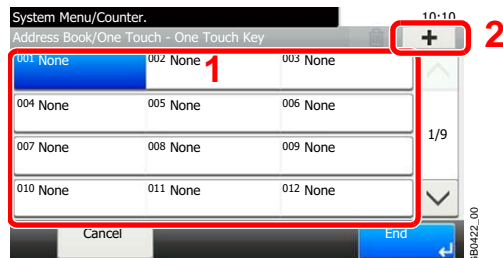 System Menu/Counter. 10:10
Address Book/One Touch - One Touch Key + 2
001 None 002 None 1 003 None
004 None 005 None 006 None
1/9
007 None 008 None 009 None
010 None 011 None 012 None
Cancel End
BB0422_00